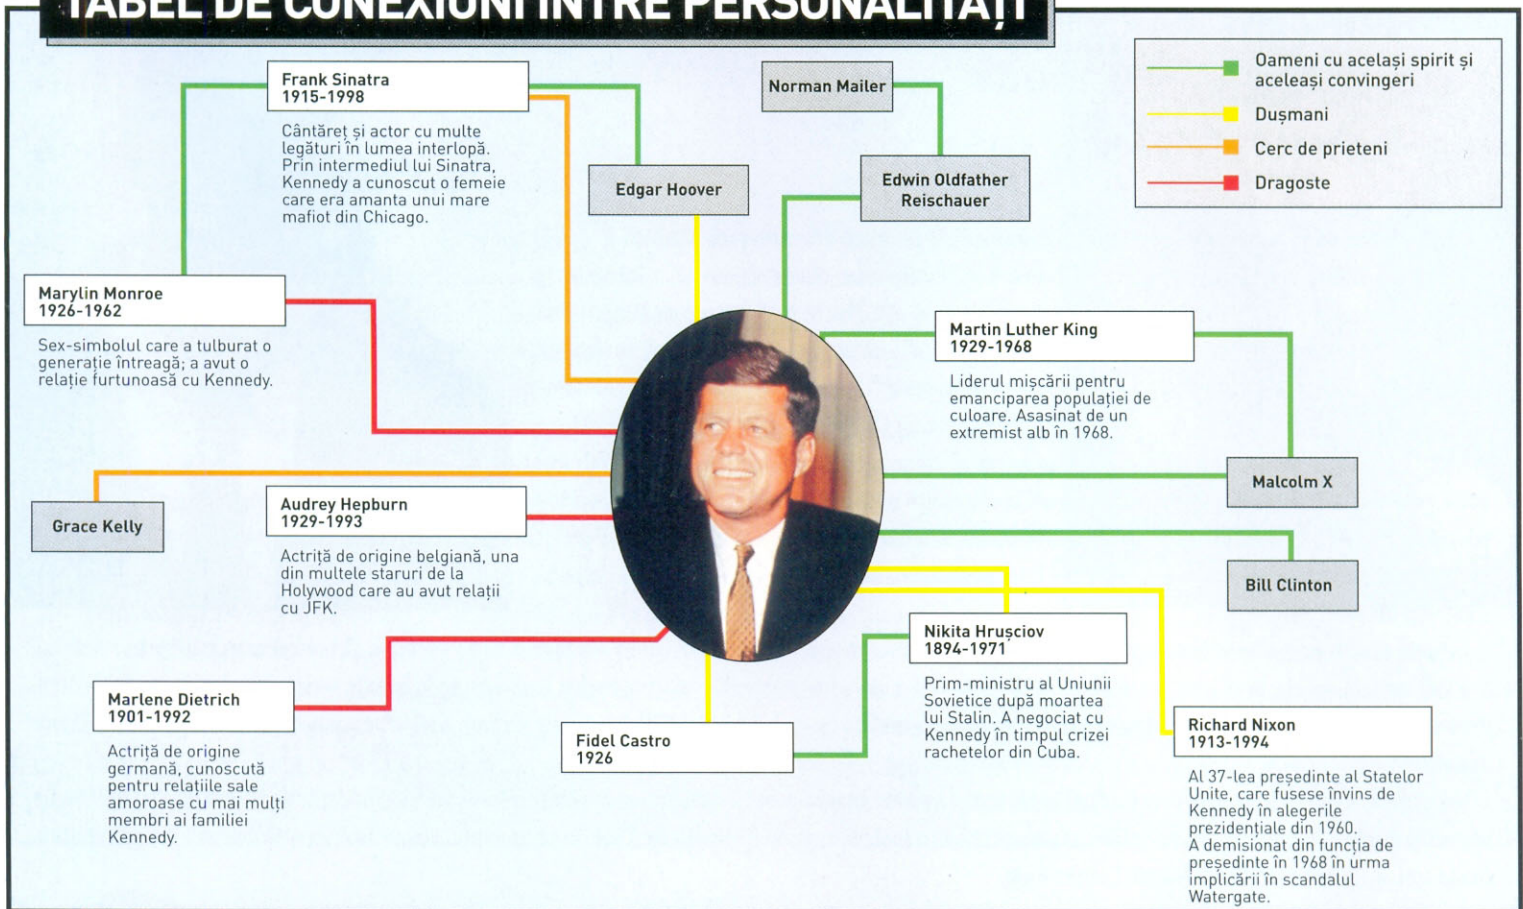 TABEL DE CONEXIUNI ÎNTRE PERSONALITĂȚI
Oameni cu același spirit și
aceleași convingeri
Dușmani
Cerc de prieteni
Dragoste
Frank Sinatra
1915-1998
Cântăreț și actor cu multe
legături în lumea interlopă.
Prin intermediul lui Sinatra,
Kennedy a cunoscut o femeie
care era amanta unui mare
mafiot din Chicago.
Norman Mailer
Edgar Hoover
Edwin Oldfather
Reischauer
Marylin Monroe
1926-1962
Sex-simbolul care a tulburat o
generație întreagă; a avut o
relație furtunoasă cu Kennedy.
Martin Luther King
1929-1968
Liderul mișcării pentru
emanciparea populației de
culoare. Asasinat de un
extremist alb în 1968.
Malcolm X
Grace Kelly
Audrey Hepburn
1929-1993
Actriță de origine belgiană, una
din multele staruri de la
Holywood care au avut relații
cu JFK.
Bill Clinton
Nikita Hrușciov
1894-1971
Prim-ministru al Uniunii
Sovietice după moartea
lui Stalin. A negociat cu
Kennedy în timpul crizei
rachetelor din Cuba.
Marlene Dietrich
1901-1992
Actriță de origine
germană, cunoscută
pentru relațiile sale
amoroase cu mai mulți
membri ai familiei
Kennedy.
Fidel Castro
1926
Richard Nixon
1913-1994
Al 37-lea președinte al Statelor
Unite, care fusese învins de
Kennedy în alegerile
prezidențiale din 1960.
A demisionat din funcția de
președinte în 1968 în urma
implicării în scandalul
Watergate.